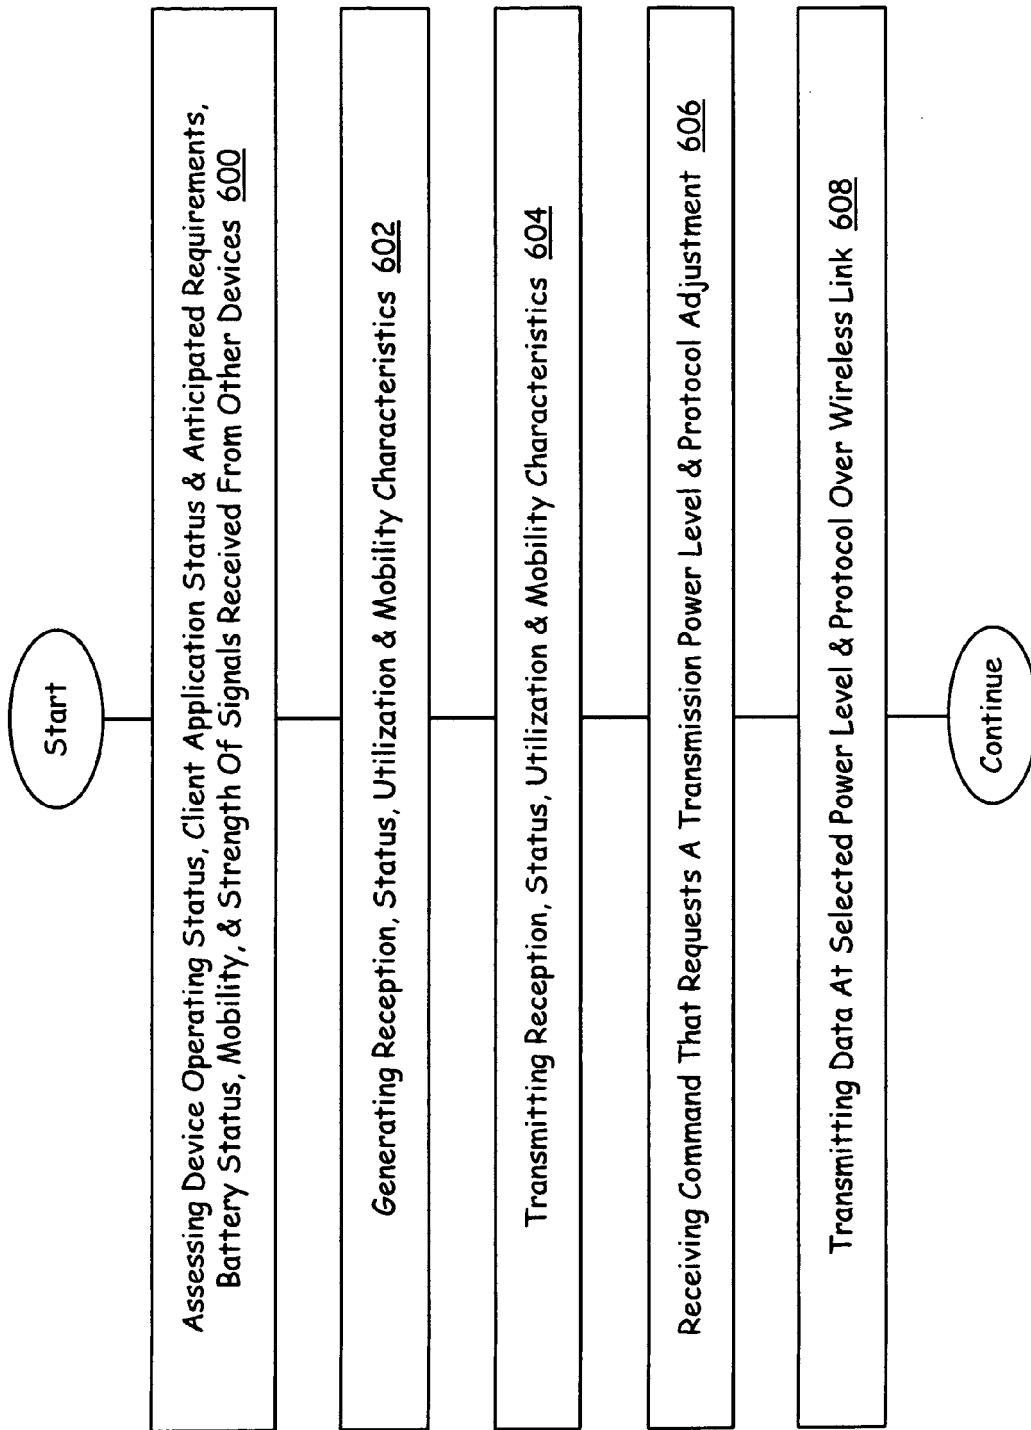 Start
Assessing Device Operating Status, Client Application Status & Anticipated Requirements,
Battery Status, Mobility, & Strength Of Signals Received From Other Devices 600
Generating Reception, Status, Utilization & Mobility Characteristics 602
Transmitting Reception, Status, Utilization & Mobility Characteristics 604
Receiving Command That Requests A Transmission Power Level & Protocol Adjustment 606
Transmitting Data At Selected Power Level & Protocol Over Wireless Link 608
Continue